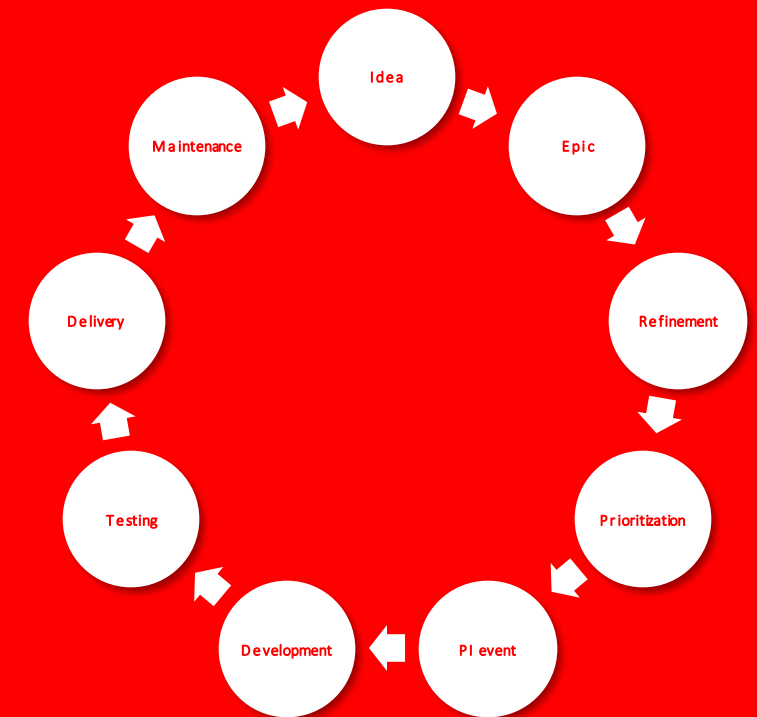 Idea
Epic
Refinement
Prioritization
PI event
Development
Testing
Delivery
Maintenance